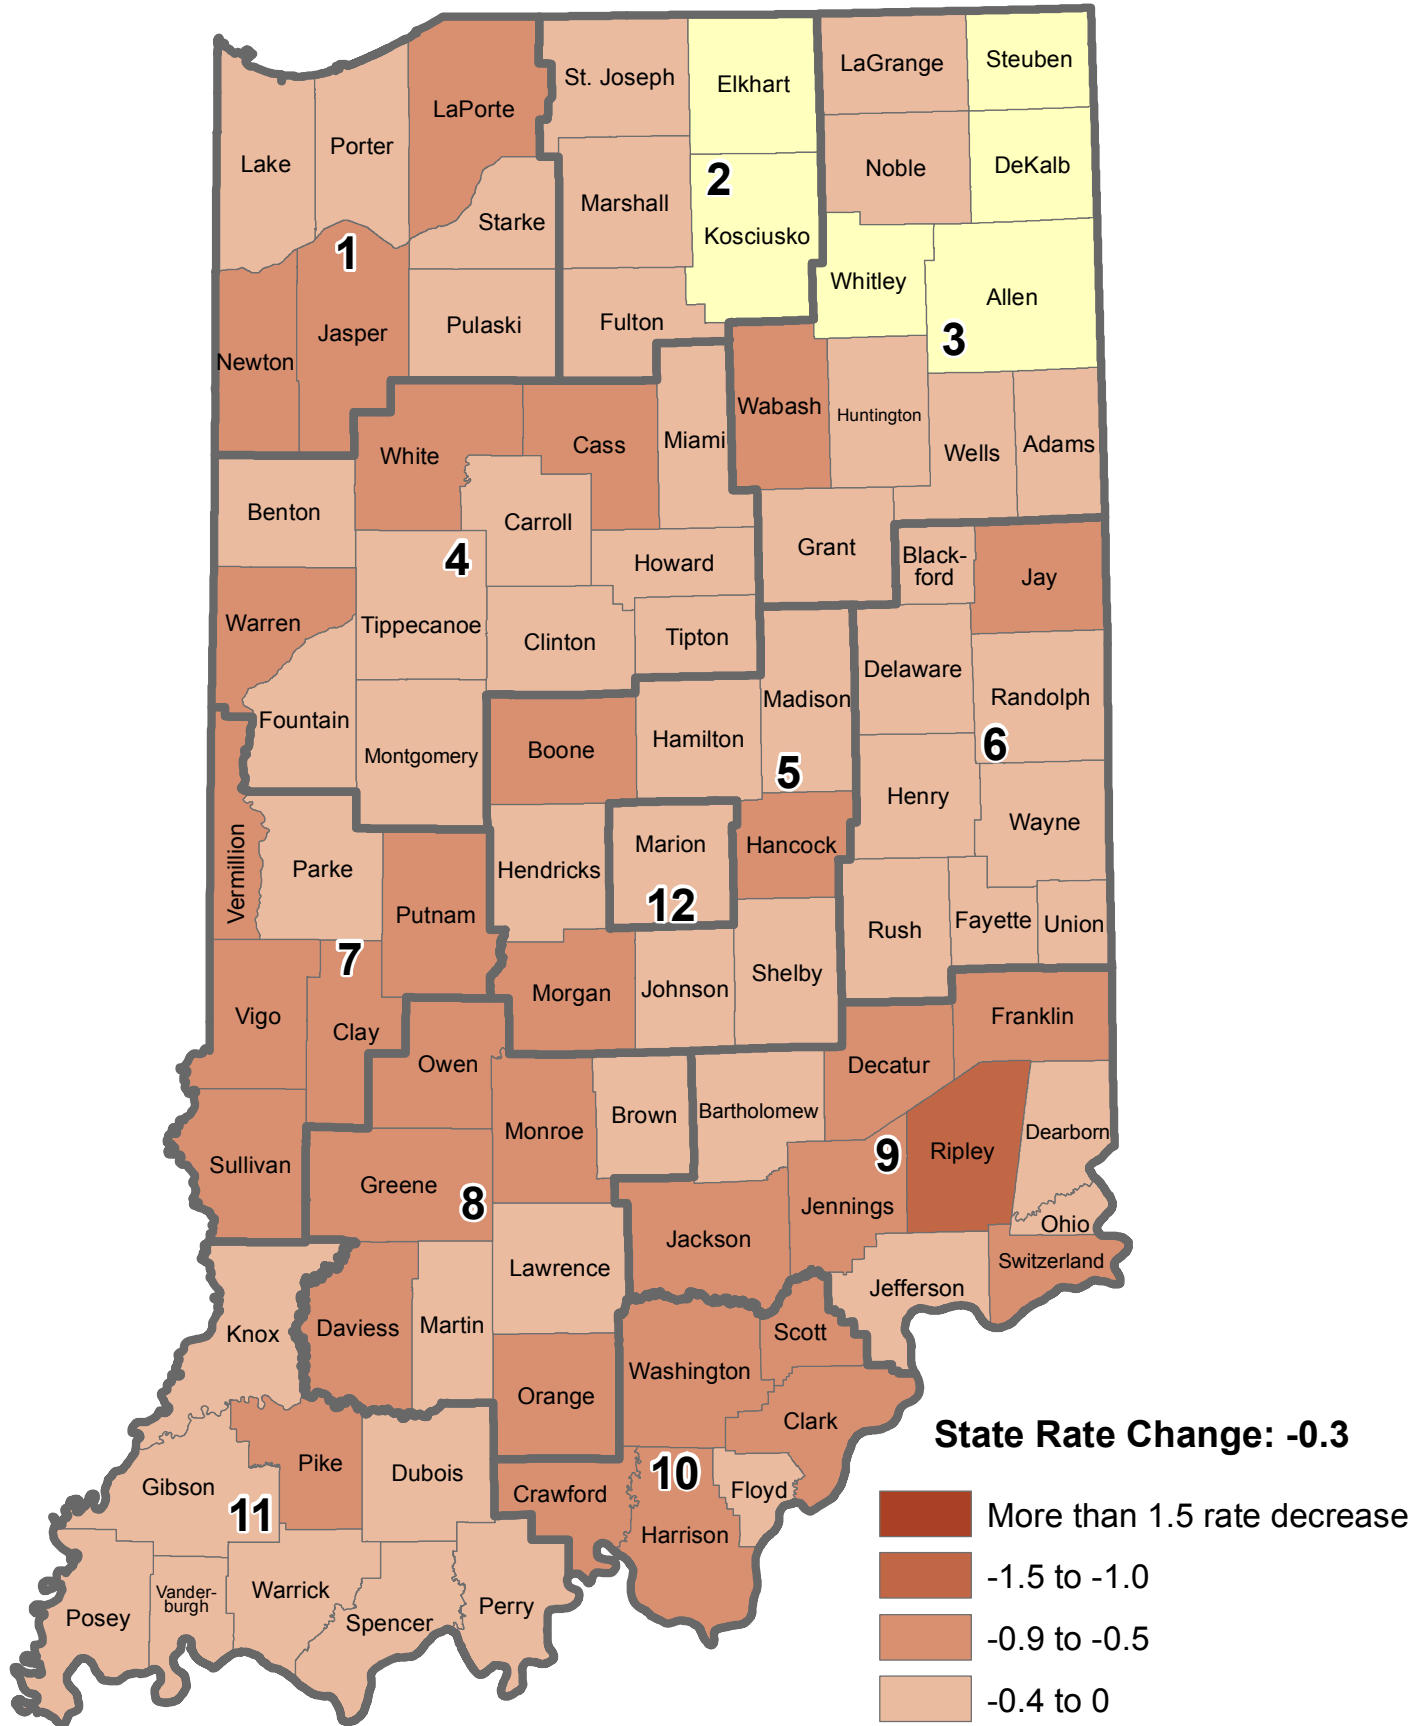 St. Joseph
Elkhart
LaGrange
Steuben
LaPorte
Lake
Porter
Noble
DeKalb
2
Marshall
Starke
Kosciusko
1
Whitley
Allen
Jasper
Pulaski
Fulton
3
Newton
Wabash
Huntington
White
Cass
Miami
Wells
Adams
Benton
Carroll
Grant
4
Howard
Black-
ford
Jay
Warren
Tippecanoe
Clinton
Tipton
Delaware
Randolph
Fountain
Madison
Montgomery
Boone
Hamilton
5
6
Henry
Wayne
Vermillion
Parke
Hendricks
Marion
Hancock
12
Putnam
Rush
Fayette
Union
7
Vigo
Clay
Morgan
Johnson
Shelby
Franklin
Owen
Decatur
Monroe
Brown
Bartholomew
Dearborn
Sullivan
Greene
8
9
Ripley
Jennings
Ohio
Jackson
Switzerland
Lawrence
Jefferson
Knox
Daviess
Martin
Scott
Washington
Orange
Clark
State Rate Change: -0.3
Pike
Dubois
10
Gibson
11
Crawford
Floyd
Harrison
More than 1.5 rate decrease
-1.5 to -1.0
Vander-
burgh
Warrick
Posey
Spencer
Perry
-0.9 to -0.5
-0.4 to 0